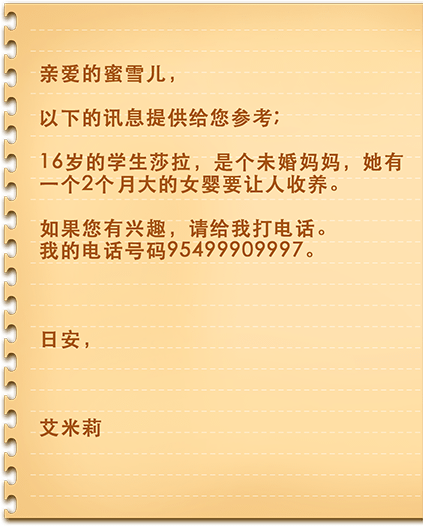 亲爱的蜜雪儿，
以下的讯息提供给您参考;
16岁的学生莎拉，是个未婚妈妈，她有
一个2个月大的女婴要让人收养。
如果您有兴趣，请给我打电话。
我的电话号码95499909997。
日安，
艾米莉